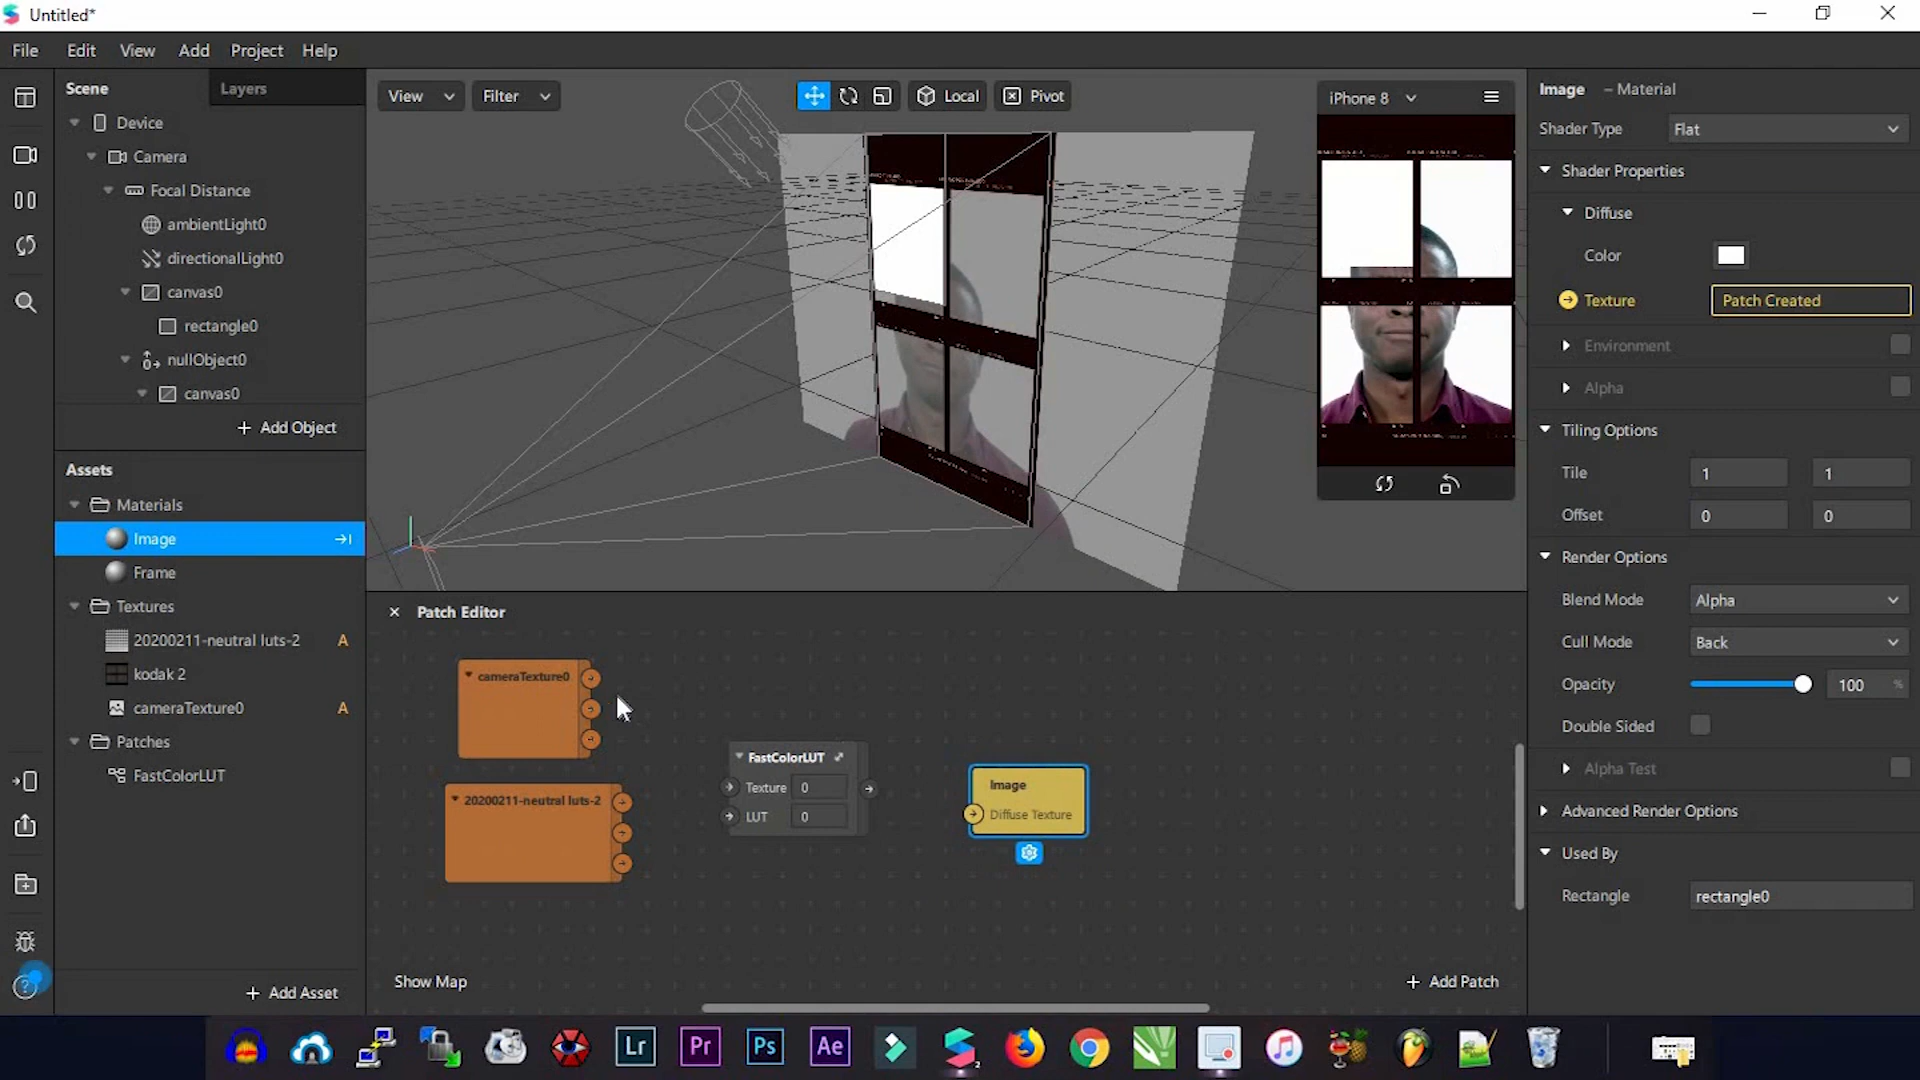 Untitled*
File Edit View Add Project Help
Scene Layers
Device
Camera
Focal Distance
ambientLight0
directionalLight0
canvas0
rectangle0
nullObject0
canvas0
+ Add Object
Assets
Materials
Image
Frame
Textures
20200211-neutral luts-2 A
kodak 2
cameraTexture0 A
Patches
FastColorLUT
+ Add Asset
View Filter Local Pivot
iPhone 8
Patch Editor
cameraTexture0
20200211-neutral luts-2
FastColorLUT
Texture 0
LUT 0
Image
Diffuse Texture
Show Map
+ Add Patch
Image – Material
Shader Type Flat
Shader Properties
Diffuse
Color
Texture Patch Created
Environment
Alpha
Tiling Options
Tile 1 1
Offset 0 0
Render Options
Blend Mode Alpha
Cull Mode Back
Opacity 100 %
Double Sided
Alpha Test
Advanced Render Options
Used By
Rectangle rectangle0
Lr Pr Ps Ae 2